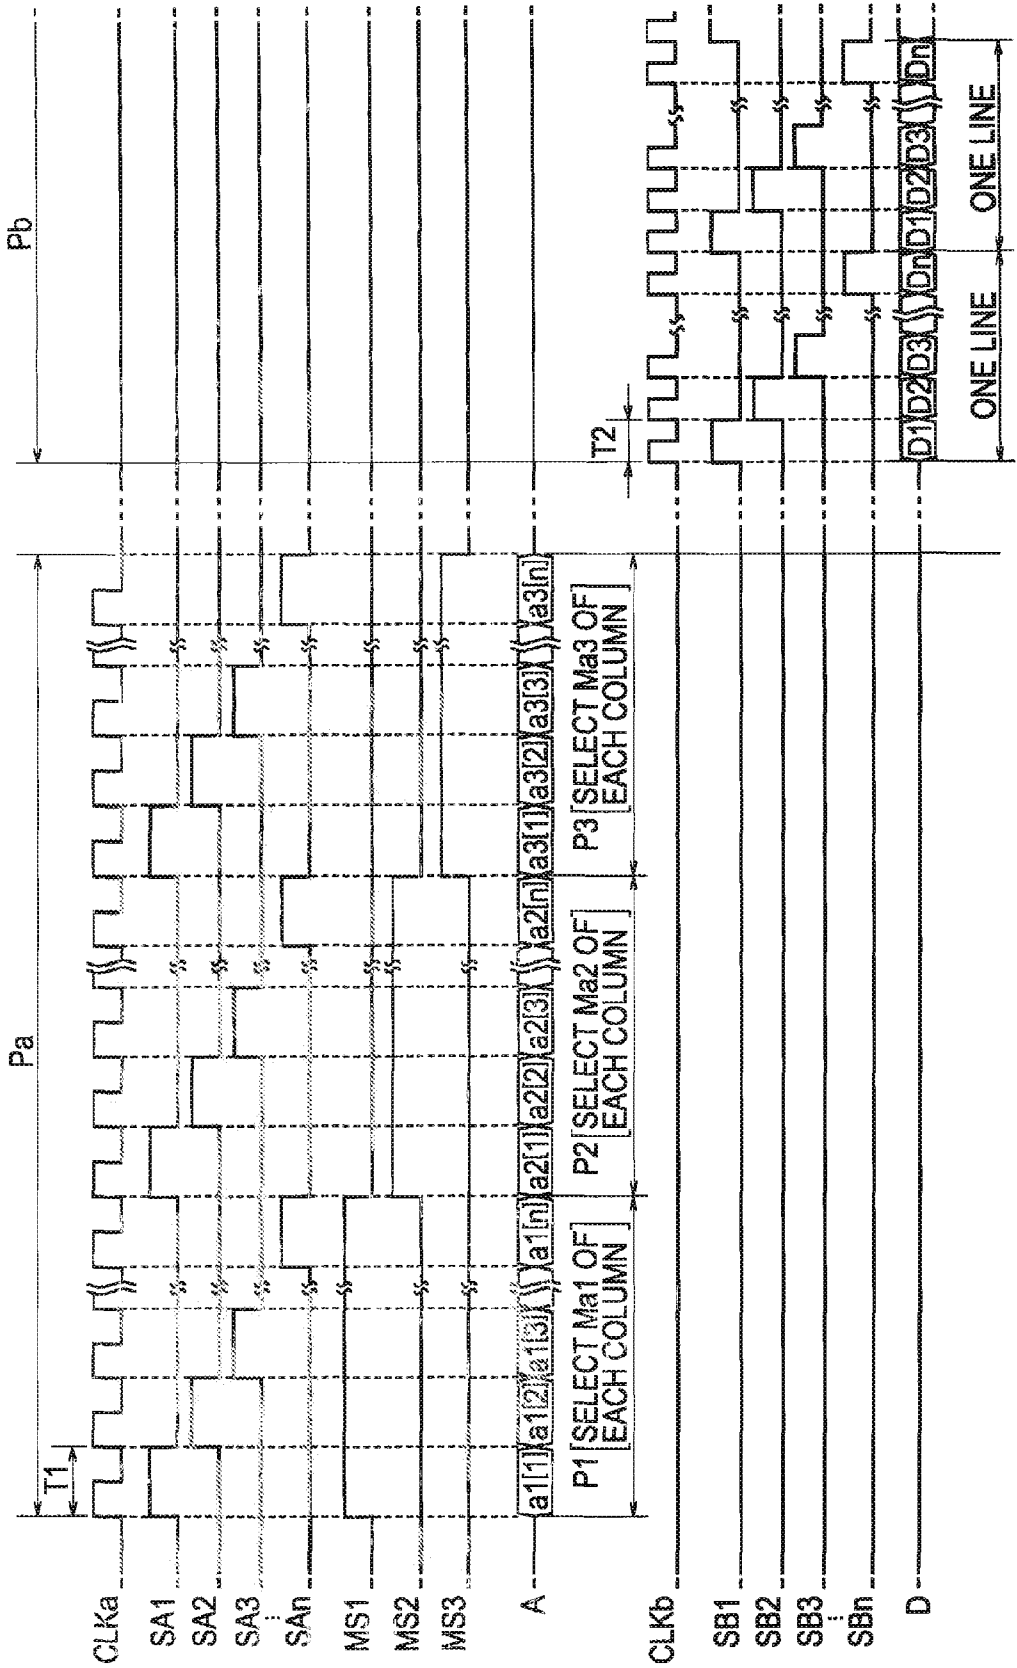 Pa
Pb
T1
CLKa
SA1
SA2
SA3
SAn
MS1
MS2
MS3
A
a1[1] a1[2] a1[3] a1[n] a2[1] a2[2] a2[3] a2[n] a3[1] a3[2] a3[3] a3[n]
P1 [SELECT Ma1 OF EACH COLUMN]
P2 [SELECT Ma2 OF EACH COLUMN]
P3 [SELECT Ma3 OF EACH COLUMN]
T2
CLKb
SB1
SB2
SB3
SBn
D
D1 D2 D3 Dn D1 D2 D3 Dn
ONE LINE
ONE LINE